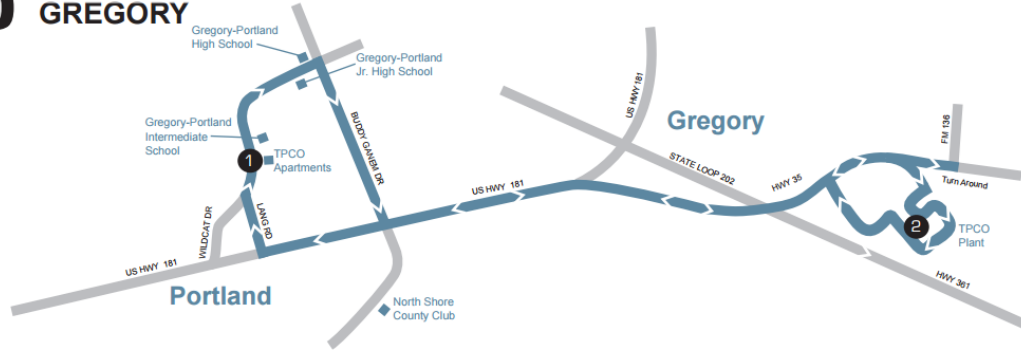 GREGORY
Gregory-Portland
High School
Gregory-Portland
Jr. High School
Gregory-Portland
Intermediate
School
1
TPCO
Apartments
BUDDY GANEM DR
WILDCAT DR
LANG RD
US HWY 181
Portland
North Shore
County Club
US HWY 181
US HWY 181
Gregory
STATE LOOP 202
HWY 35
FM 136
Turn Around
2
TPCO
Plant
HWY 361